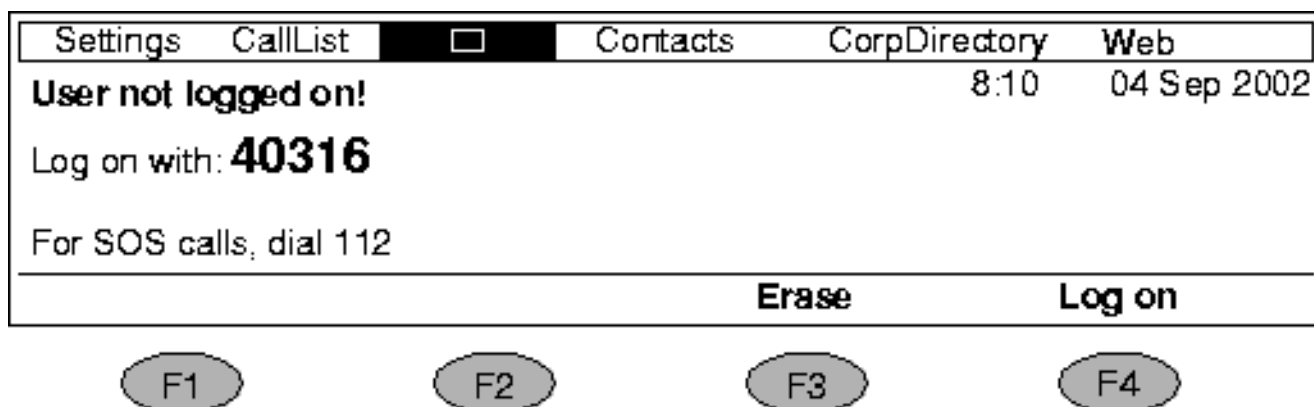 Settings CallList Contacts CorpDirectory Web
User not logged on! 8:10 04 Sep 2002
Log on with: 40316
For SOS calls, dial 112
Erase Log on
F1 F2 F3 F4